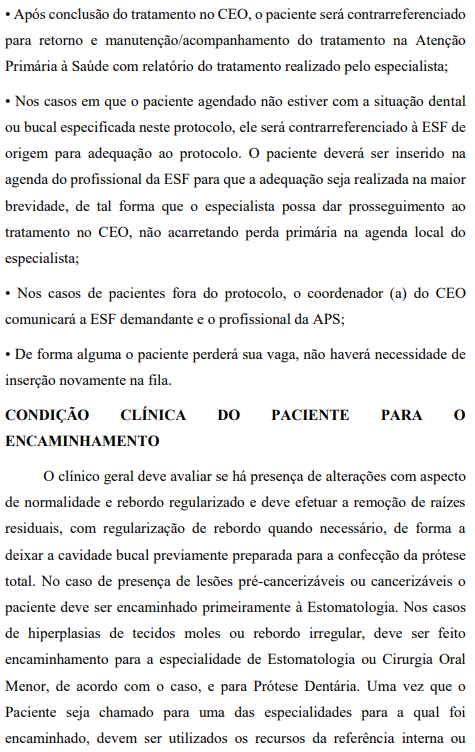 • Após conclusão do tratamento no CEO, o paciente será contrarreferenciado
para retorno e manutenção/acompanhamento do tratamento na Atenção
Primária à Saúde com relatório do tratamento realizado pelo especialista;
• Nos casos em que o paciente agendado não estiver com a situação dental
ou bucal especificada neste protocolo, ele será contrarreferenciado à ESF de
origem para adequação ao protocolo. O paciente deverá ser inserido na
agenda do profissional da ESF para que a adequação seja realizada na maior
brevidade, de tal forma que o especialista possa dar prosseguimento ao
tratamento no CEO, não acarretando perda primária na agenda local do
especialista;
• Nos casos de pacientes fora do protocolo, o coordenador (a) do CEO
comunicará a ESF demandante e o profissional da APS;
• De forma alguma o paciente perderá sua vaga, não haverá necessidade de
inserção novamente na fila.
CONDIÇÃO CLÍNICA DO PACIENTE PARA O
ENCAMINHAMENTO
O clínico geral deve avaliar se há presença de alterações com aspecto
de normalidade e rebordo regularizado e deve efetuar a remoção de raízes
residuais, com regularização de rebordo quando necessário, de forma a
deixar a cavidade bucal previamente preparada para a confecção da prótese
total. No caso de presença de lesões pré-cancerizáveis ou cancerizáveis o
paciente deve ser encaminhado primeiramente à Estomatologia. Nos casos
de hiperplasias de tecidos moles ou rebordo irregular, deve ser feito
encaminhamento para a especialidade de Estomatologia ou Cirurgia Oral
Menor, de acordo com o caso, e para Prótese Dentária. Uma vez que o
Paciente seja chamado para uma das especialidades para a qual foi
encaminhado, devem ser utilizados os recursos da referência interna ou